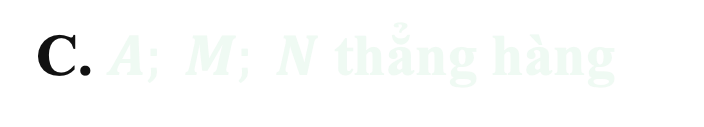 C. A; M; N thẳng hàng